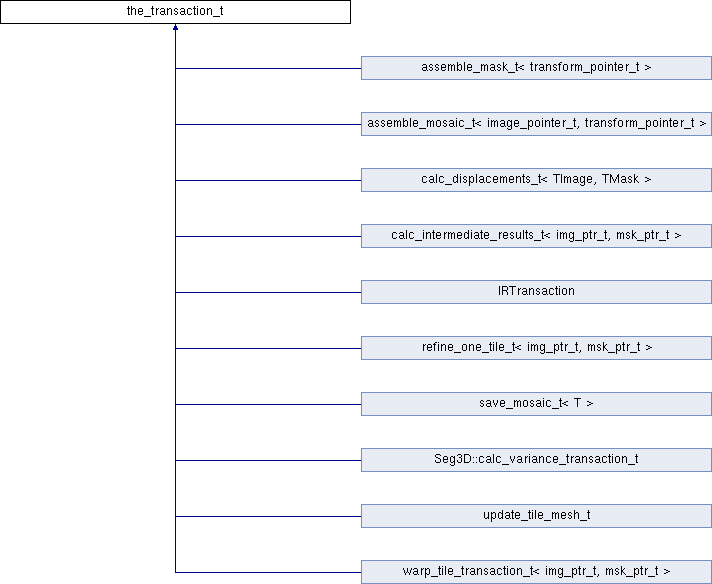 the_transaction_t
assemble_mask_t< transform_pointer_t >
assemble_mosaic_t< image_pointer_t, transform_pointer_t >
calc_displacements_t< TImage, TMask >
calc_intermediate_results_t< img_ptr_t, msk_ptr_t >
IRTransaction
refine_one_tile_t< img_ptr_t, msk_ptr_t >
save_mosaic_t< T >
Seg3D::calc_variance_transaction_t
update_tile_mesh_t
warp_tile_transaction_t< img_ptr_t, msk_ptr_t >